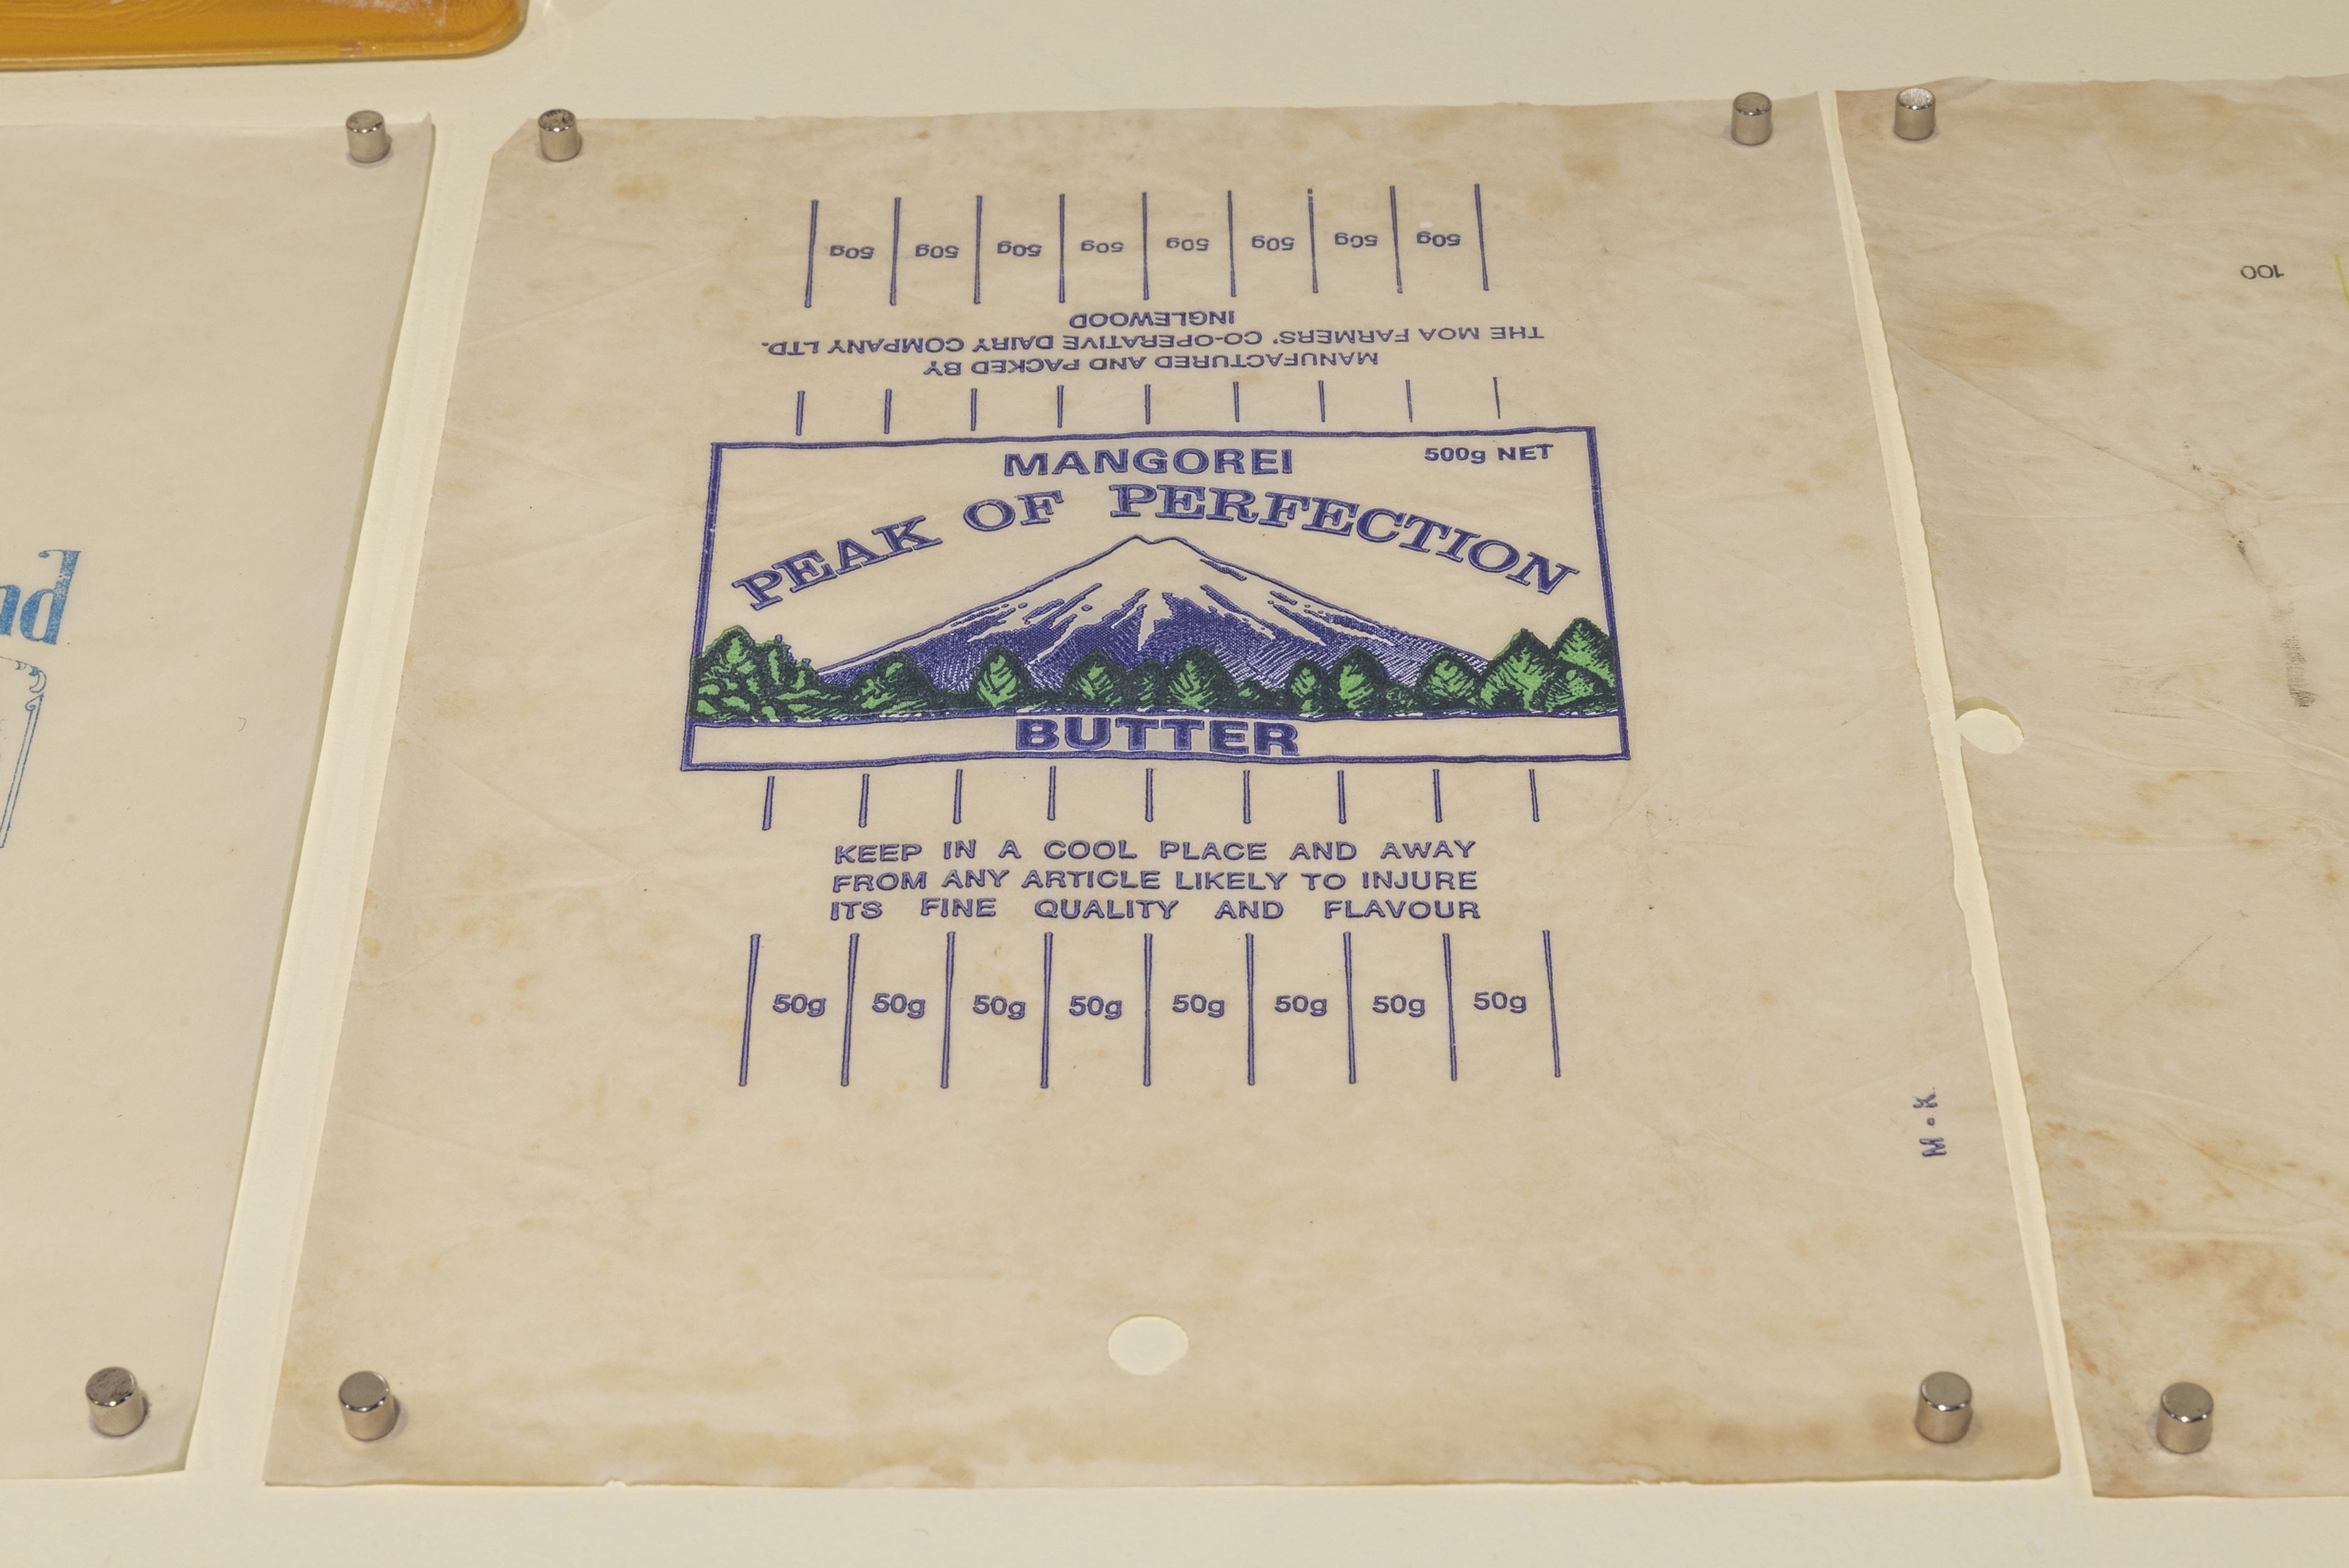 50g 50g 50g 50g 50g 50g 50g 50g
INGLEWOOD
THE MOA FARMERS' CO-OPERATIVE DAIRY COMPANY LTD.
MANUFACTURED AND PACKED BY
MANGOREI
500g NET
PEAK OF PERFECTION
BUTTER
KEEP IN A COOL PLACE AND AWAY
FROM ANY ARTICLE LIKELY TO INJURE
ITS FINE QUALITY AND FLAVOUR
50g 50g 50g 50g 50g 50g 50g 50g
M•K
nd
100